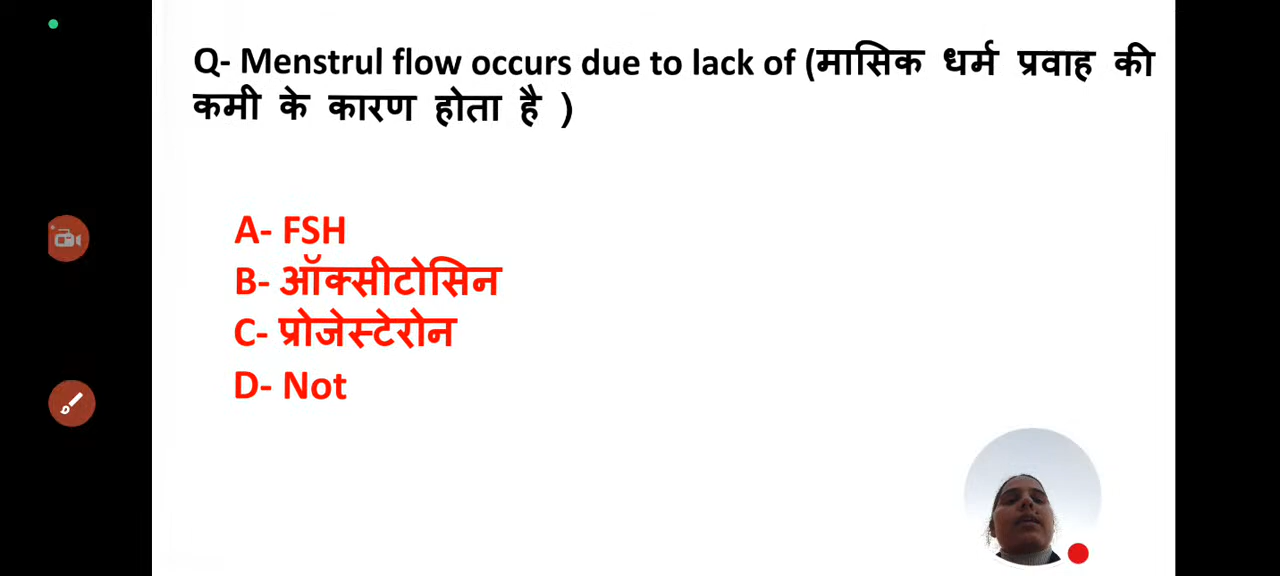 Q- Menstrul flow occurs due to lack of (मासिक धर्म प्रवाह की
कमी के कारण होता है )
A- FSH
B- ऑक्सीटोसिन
C- प्रोजेस्टेरोन
D- Not